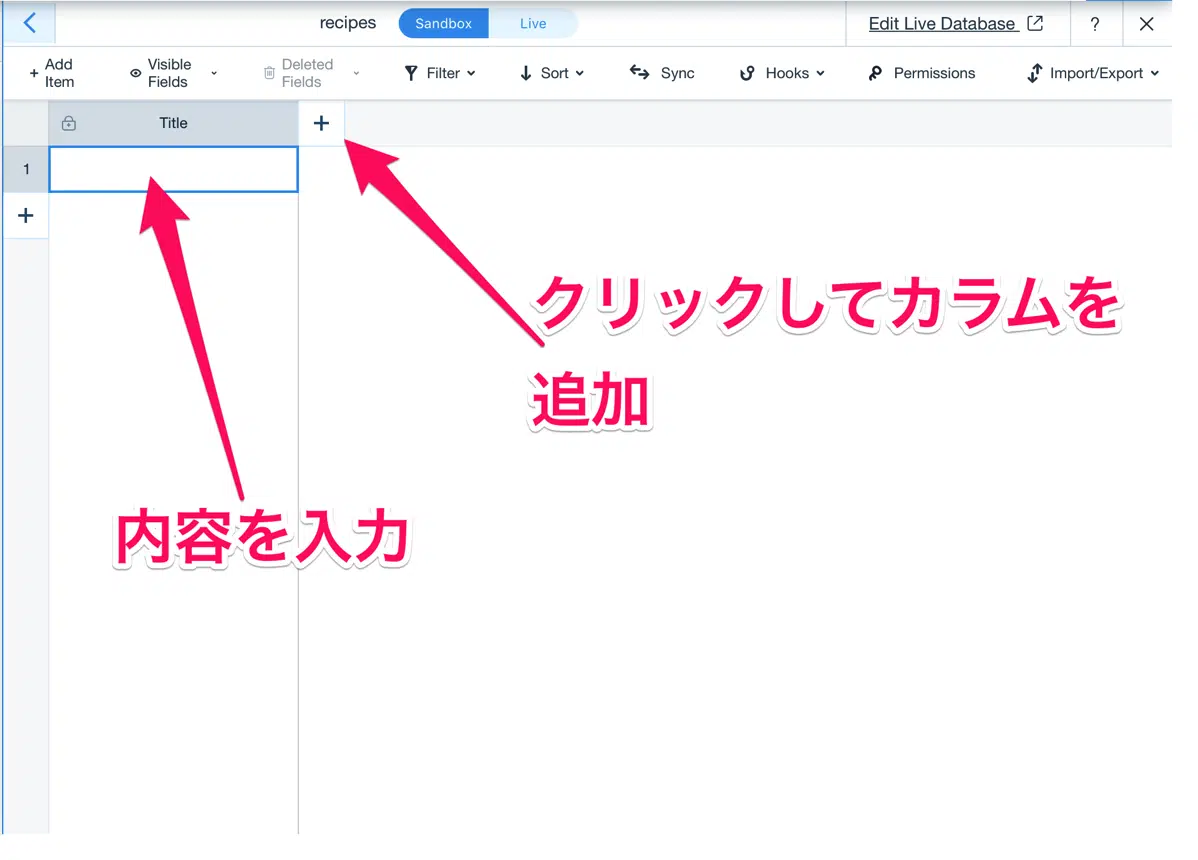 recipes Sandbox Live Edit Live Database ?
+ Add Item Visible Fields Deleted Fields Filter Sort Sync Hooks Permissions Import/Export
Title +
1
+
クリックしてカラムを
追加
内容を入力